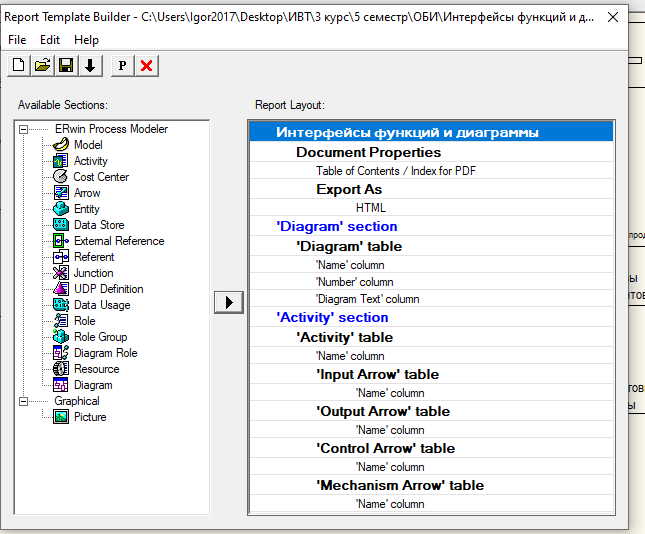 Report Template Builder - C:\Users\Igor2017\Desktop\ИВТ\3 курс\5 семестр\ОБИ\Интерфейсы функций и д...
File Edit Help
P
Available Sections:
Report Layout:
ERwin Process Modeler
Model
Activity
Cost Center
Arrow
Entity
Data Store
External Reference
Referent
Junction
UDP Definition
Data Usage
Role
Role Group
Diagram Role
Resource
Diagram
Graphical
Picture
Интерфейсы функций и диаграммы
Document Properties
Table of Contents / Index for PDF
Export As
HTML
'Diagram' section
'Diagram' table
'Name' column
'Number' column
'Diagram Text' column
'Activity' section
'Activity' table
'Name' column
'Input Arrow' table
'Name' column
'Output Arrow' table
'Name' column
'Control Arrow' table
'Name' column
'Mechanism Arrow' table
'Name' column